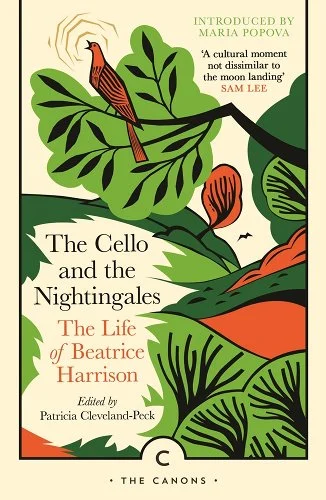 INTRODUCED BY
MARIA POPOVA
‘A cultural moment
not dissimilar to
the moon landing’
SAM LEE
The Cello
and the
Nightingales
The Life
of Beatrice
Harrison
Edited by
Patricia Cleveland-Peck
C
• THE CANONS •